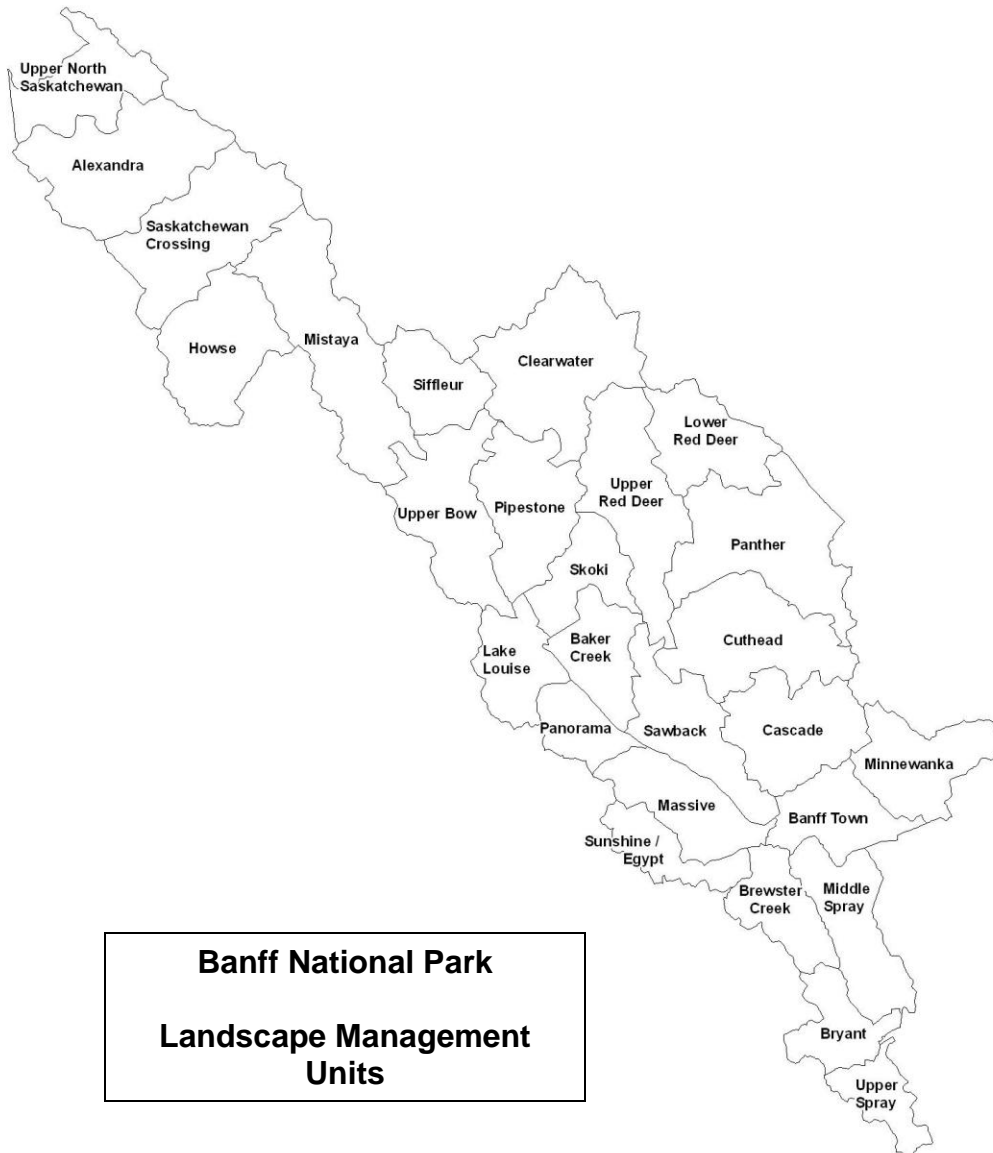 Upper North
Saskatchewan
Alexandra
Saskatchewan
Crossing
Howse
Mistaya
Siffleur
Clearwater
Lower
Red Deer
Upper
Red Deer
Upper Bow
Pipestone
Panther
Skoki
Baker
Creek
Cuthead
Lake
Louise
Panorama
Sawback
Cascade
Minnewanka
Massive
Banff Town
Sunshine /
Egypt
Brewster
Creek
Middle
Spray
Bryant
Upper
Spray
Banff National Park
Landscape Management
Units